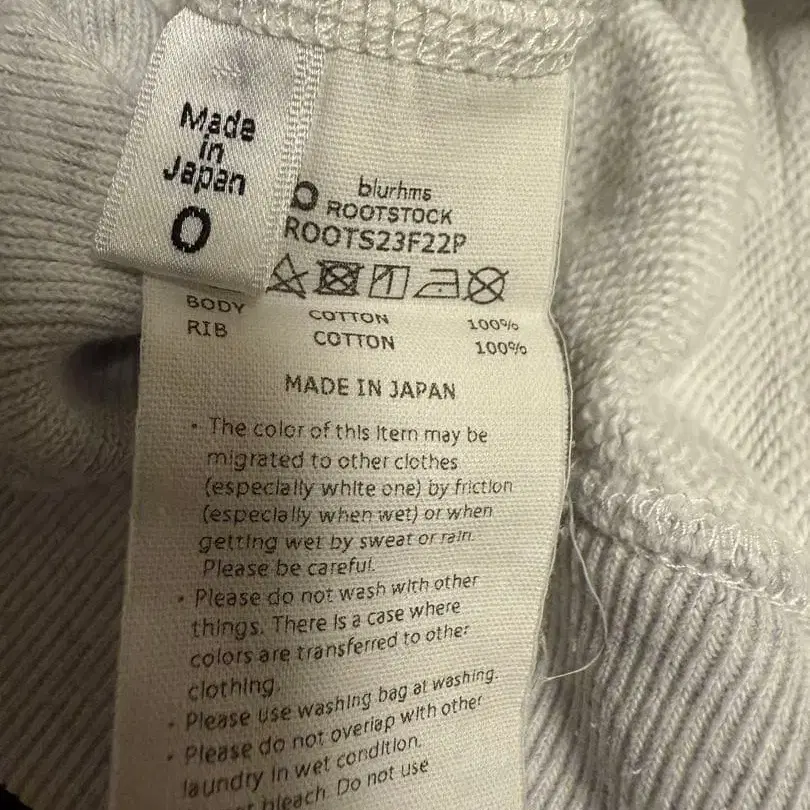 Made
in
Japan
0
blurhms
ROOTSTOCK
ROOTS23F22P
BODY COTTON 100%
RIB COTTON 100%
MADE IN JAPAN
・The color of this item may be
migrated to other clothes
(especially white one) by friction
(especially when wet) or when
getting wet by sweat or rain.
Please be careful.
・Please do not wash with other
things. There is a case where
colors are transferred to other
clothing.
・Please use washing bag at washing.
・Please do not overlap with other
laundry in wet condition.
bleach. Do not use